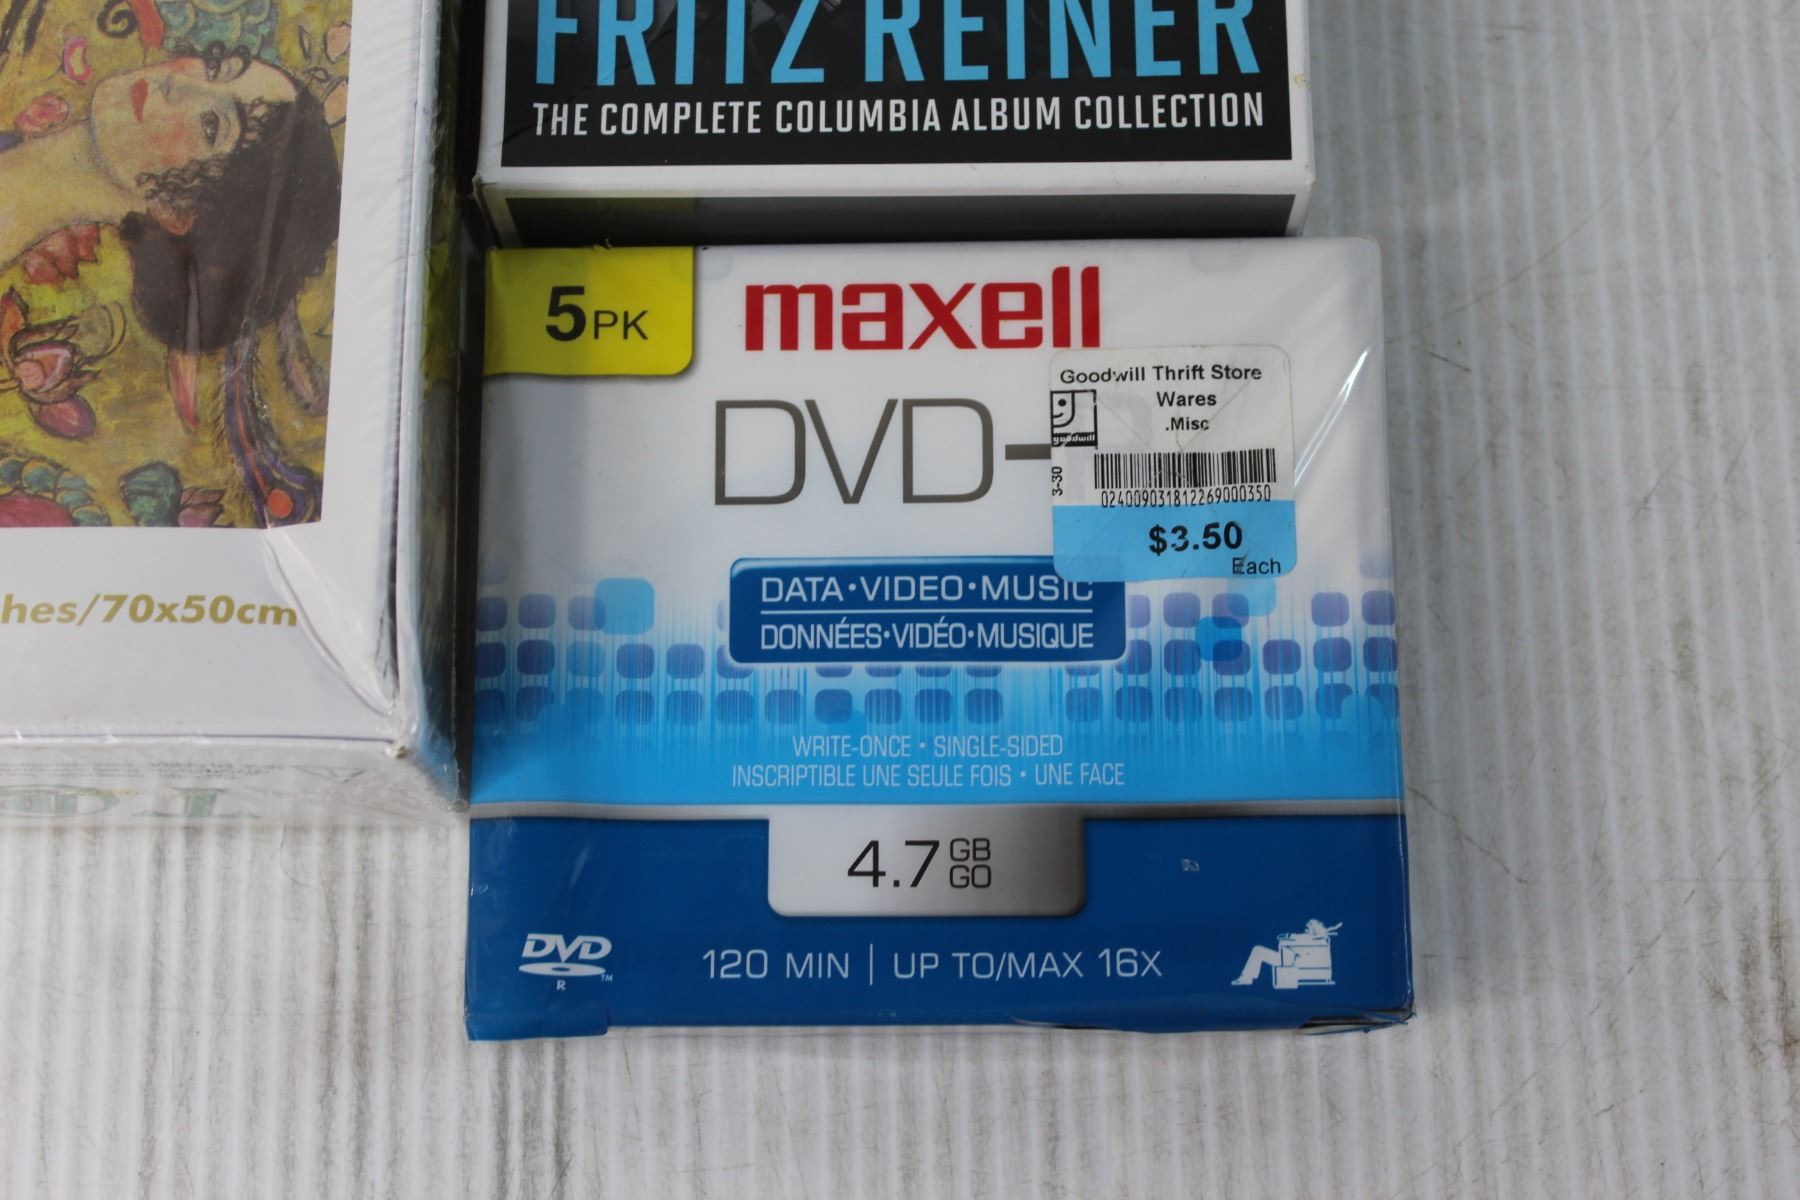 FRITZ REINER
THE COMPLETE COLUMBIA ALBUM COLLECTION
hes/70x50cm
5PK
maxell
DVD-
Goodwill Thrift Store
Wares
.Misc
goodwill
3-30
024009031812269000350
$3.50
Each
DATA•VIDEO•MUSIC
DONNÉES•VIDÉO•MUSIQUE
WRITE-ONCE • SINGLE-SIDED
INSCRIPTIBLE UNE SEULE FOIS • UNE FACE
4.7 GB
GO
DVD
R
TM
120 MIN | UP TO/MAX 16X